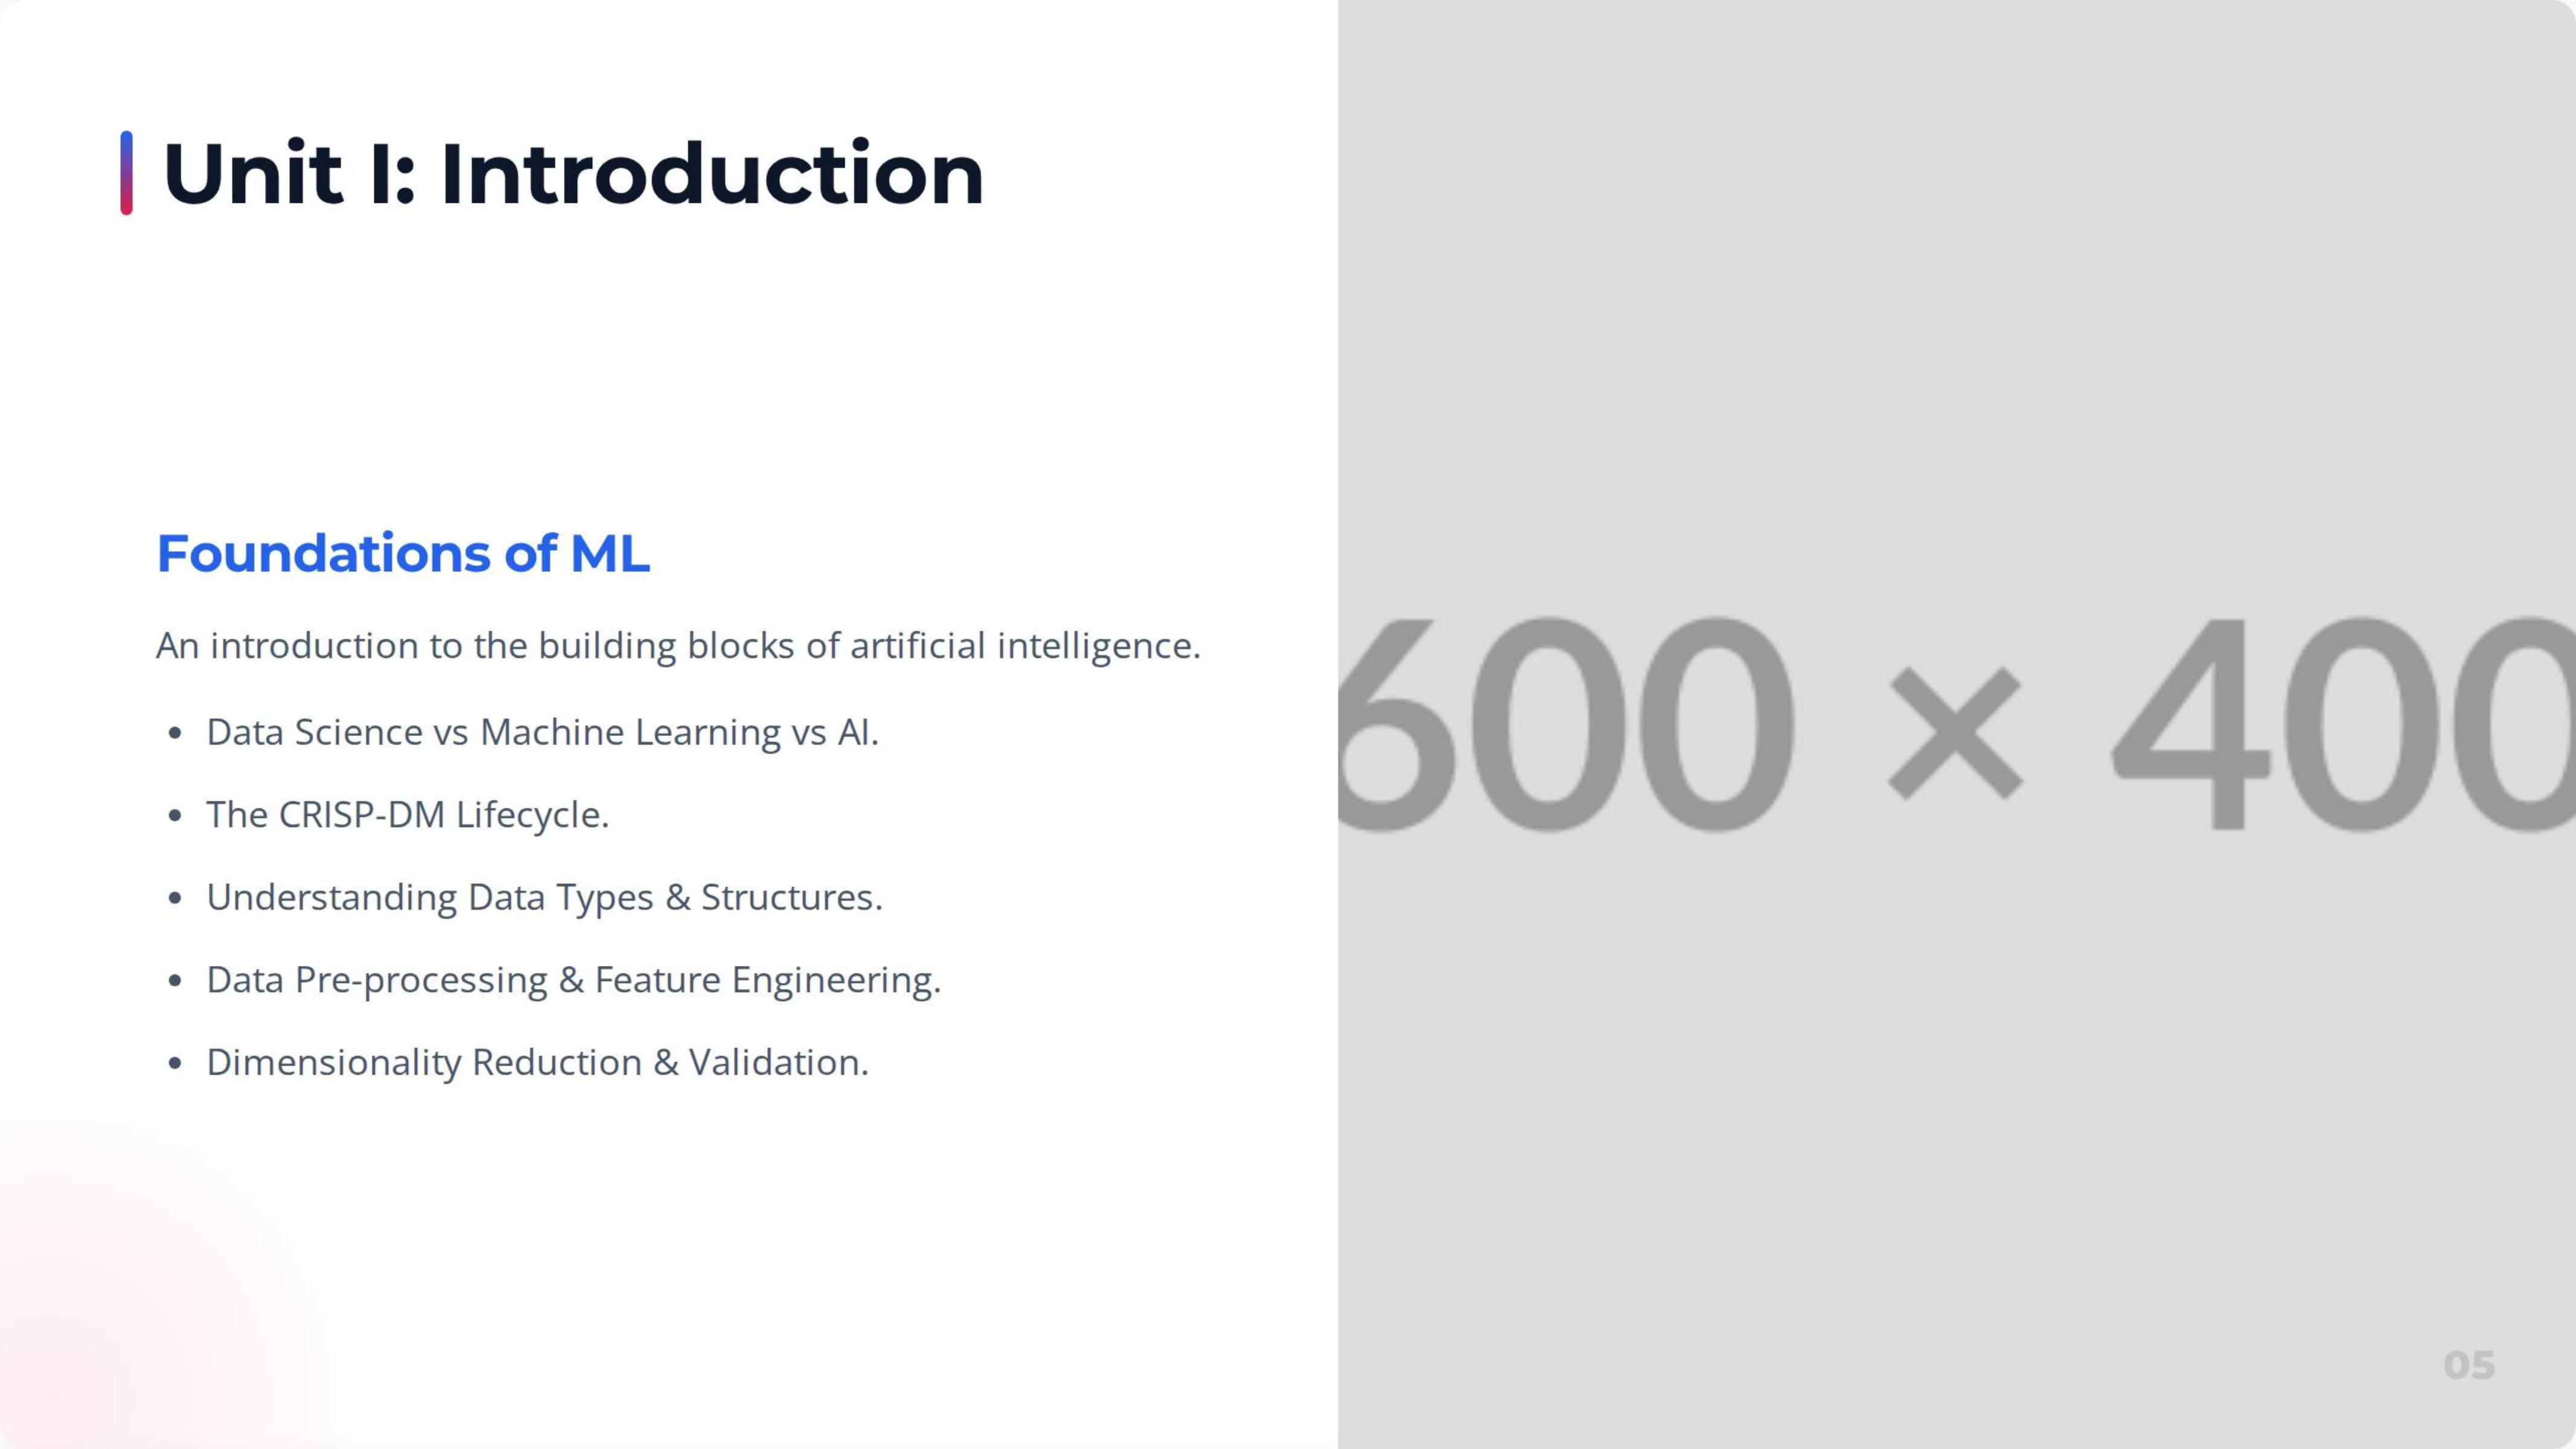 Unit I: Introduction
Foundations of ML
An introduction to the building blocks of artificial intelligence.
• Data Science vs Machine Learning vs AI.
• The CRISP-DM Lifecycle.
• Understanding Data Types & Structures.
• Data Pre-processing & Feature Engineering.
• Dimensionality Reduction & Validation.
600 × 400
05